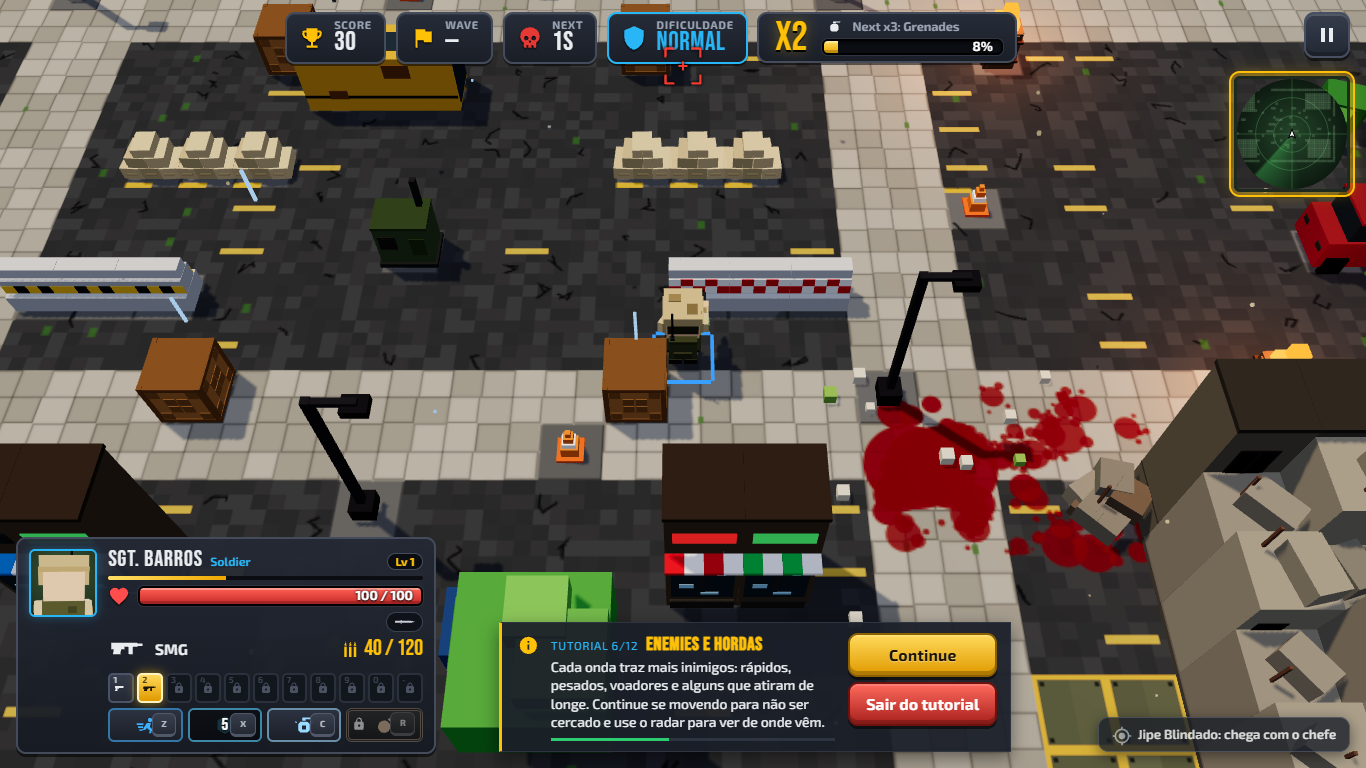 SCORE
30
WAVE
–
NEXT
1S
DIFICULDADE
NORMAL
X2
Next x3: Grenades
8%
SGT. BARROS
Soldier
Lv 1
100 / 100
SMG
40 / 120
1
2
3
4
5
6
7
8
9
0
Z
5
X
C
R
TUTORIAL 6/12
ENEMIES E HORDAS
Cada onda traz mais inimigos: rápidos,
pesados, voadores e alguns que atiram de
longe. Continue se movendo para não ser
cercado e use o radar para ver de onde vêm.
Continue
Sair do tutorial
Jipe Blindado: chega com o chefe